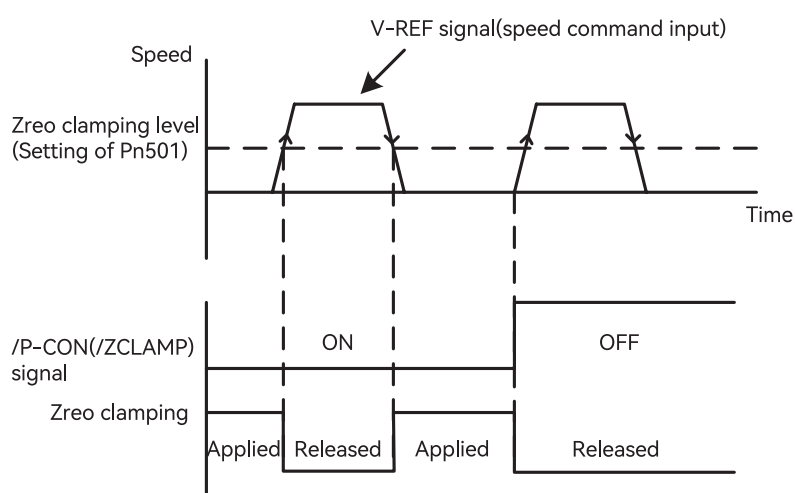 V-REF signal(speed command input)
Speed
Zreo clamping level
(Setting of Pn501)
Time
/P-CON(/ZCLAMP)
signal
ON
OFF
Zreo clamping
Applied
Released
Applied
Released